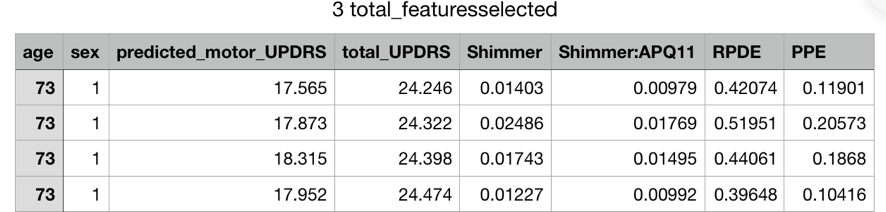 3 total_featuresselected
age sex predicted_motor_UPDRS total_UPDRS Shimmer Shimmer:APQ11 RPDE PPE
73 1 17.565 24.246 0.01403 0.00979 0.42074 0.11901
73 1 17.873 24.322 0.02486 0.01769 0.51951 0.20573
73 1 18.315 24.398 0.01743 0.01495 0.44061 0.1868
73 1 17.952 24.474 0.01227 0.00992 0.39648 0.10416